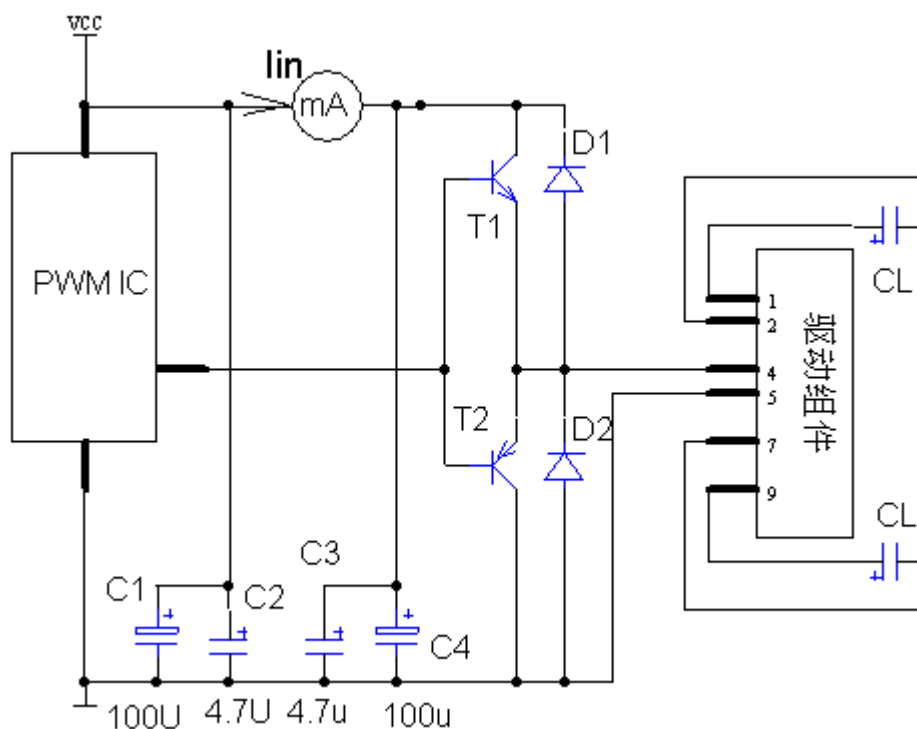 VCC
Iin
mA
D1
T1
PWM IC
CL
1
2
驱动组件
4
5
T2
D2
7
9
CL
C3
C1
C2
C4
100U
4.7U
4.7u
100u